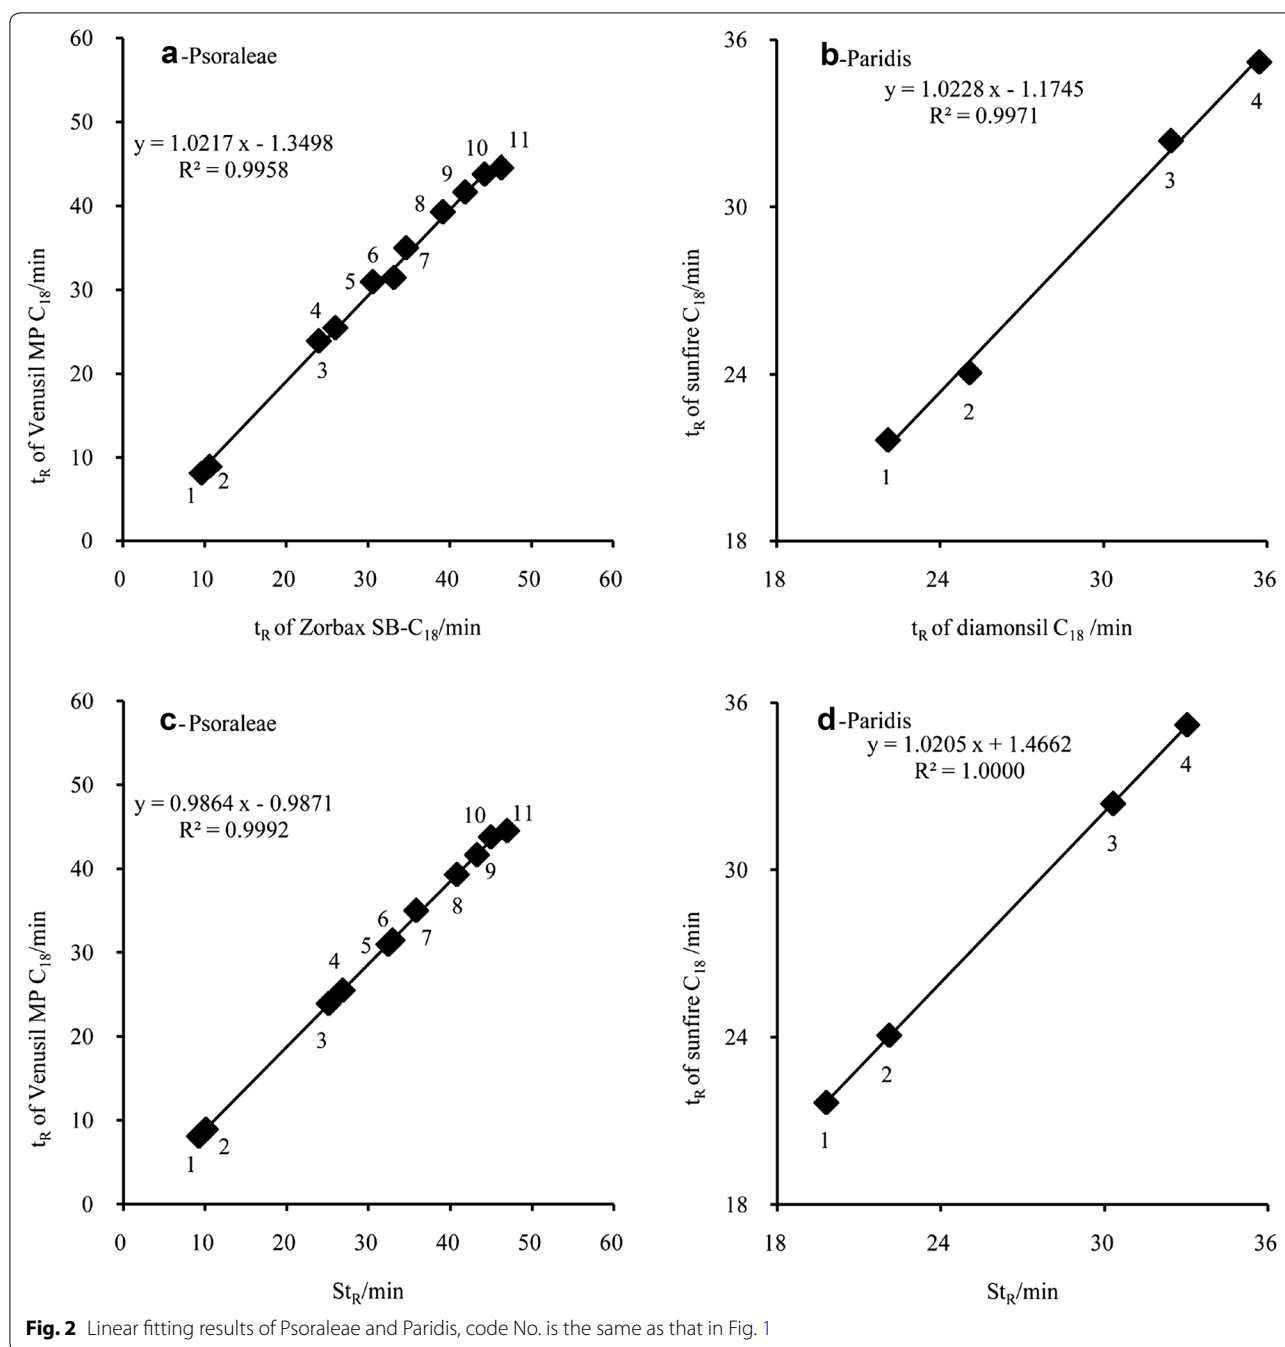 a-Psoraleae
y = 1.0217 x - 1.3498
R² = 0.9958
60
50
40
30
20
10
0
1
2
3
4
5
6
7
8
9
10
11
0 10 20 30 40 50 60
t_R of Venusil MP C₁₈/min
t_R of Zorbax SB-C₁₈/min
b-Paridis
y = 1.0228 x - 1.1745
R² = 0.9971
36
30
24
18
1
2
3
4
18 24 30 36
t_R of sunfire C₁₈/min
t_R of diamonsil C₁₈ /min
c-Psoraleae
y = 0.9864 x - 0.9871
R² = 0.9992
60
50
40
30
20
10
0
1
2
3
4
5
6
7
8
9
10
11
0 10 20 30 40 50 60
t_R of Venusil MP C₁₈/min
St_R/min
d-Paridis
y = 1.0205 x + 1.4662
R² = 1.0000
36
30
24
18
1
2
3
4
18 24 30 36
t_R of sunfire C₁₈ /min
St_R/min
Fig. 2 Linear fitting results of Psoraleae and Paridis, code No. is the same as that in Fig. 1